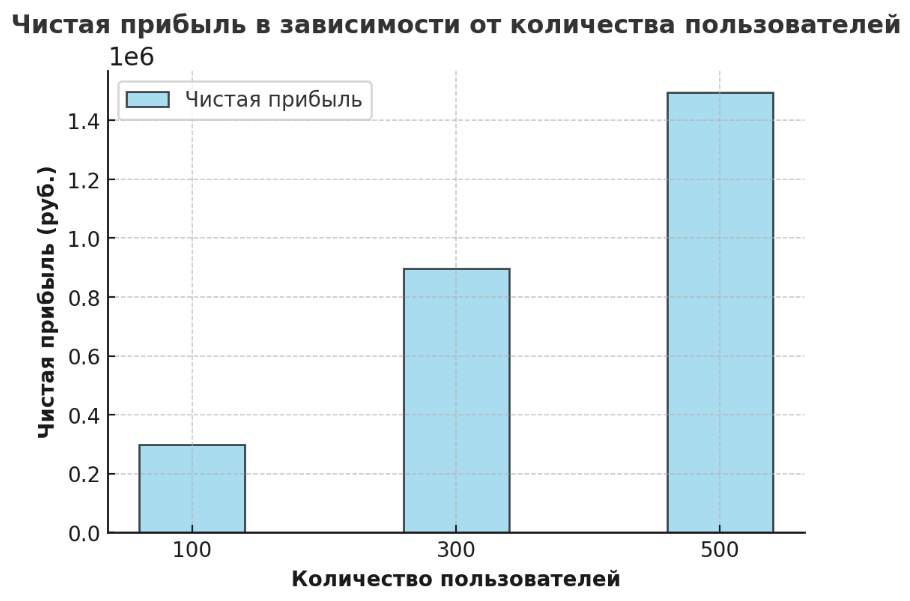 Чистая прибыль в зависимости от количества пользователей
1e6
Чистая прибыль
1.4
1.2
1.0
0.8
0.6
0.4
0.2
0.0
Чистая прибыль (руб.)
100 300 500
Количество пользователей